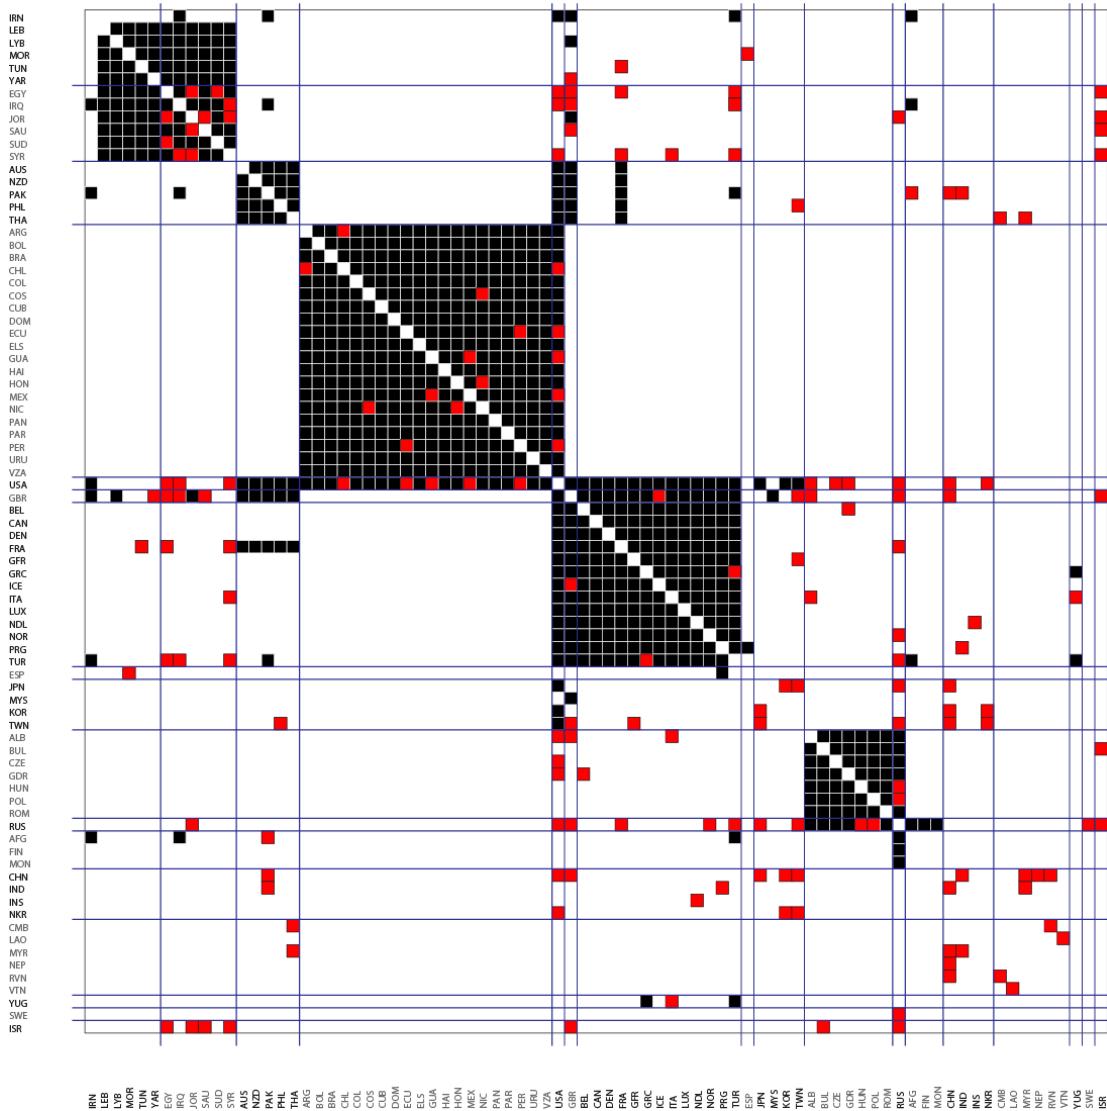 IRN
LEB
LYB
MOR
TUN
YAR
EGY
IRQ
JOR
SAU
SUD
SYR
AUS
NZD
PAK
PHL
THA
ARG
BOL
BRA
CHL
COL
COS
CUB
DOM
ECU
ELS
GUA
HAI
HON
MEX
NIC
PAN
PAR
PER
URU
VZA
USA
GBR
BEL
CAN
DEN
FRA
GFR
GRC
ICE
ITA
LUX
NDL
NOR
PRG
TUR
ESP
JPN
MYS
KOR
TWN
ALB
BUL
CZE
GDR
HUN
POL
ROM
RUS
AFG
FIN
MON
CHN
IND
INS
NKR
CMB
LAO
MYR
NEP
RVN
VTN
YUG
SWE
ISR
IRN LEB LYB MOR TUN YAR EGY IRQ JOR SAU SUD SYR AUS NZD PAK PHL THA ARG BOL BRA CHL COL COS CUB DOM ECU ELS GUA HAI HON MEX NIC PAN PAR PER URU VZA USA GBR BEL CAN DEN FRA GFR GRC ICE ITA LUX NDL NOR PRG TUR ESP JPN MYS KOR TWN ALB BUL CZE GDR HUN POL ROM RUS AFG FIN MON CHN IND INS NKR CMB LAO MYR NEP RVN VTN YUG SWE ISR